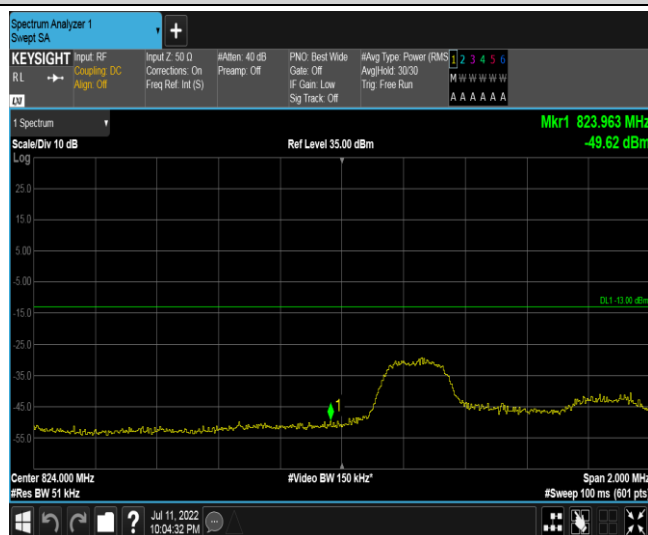 Spectrum Analyzer 1
Swept SA
+
KEYSIGHT Input: RF Input Z: 50 Ω #Atten: 40 dB PNO: Best Wide #Avg Type: Power (RMS 1 2 3 4 5 6
RL Coupling: DC Corrections: On Preamp: Off Gate: Off Avg|Hold: 30/30 M W W W W W
Align: Off Freq Ref: Int (S) IF Gain: Low Trig: Free Run
Sig Track: Off A A A A A A
LXI
1 Spectrum Mkr1 823.963 MHz
Scale/Div 10 dB Ref Level 35.00 dBm -49.62 dBm
Log
25.0
15.0
5.00
-5.00
DL1 -13.00 dBm
-15.0
-25.0
-35.0
-45.0
1
-55.0
Center 824.000 MHz #Video BW 150 kHz* Span 2.000 MHz
#Res BW 51 kHz #Sweep 100 ms (601 pts)
? Jul 11, 2022
10:04:32 PM